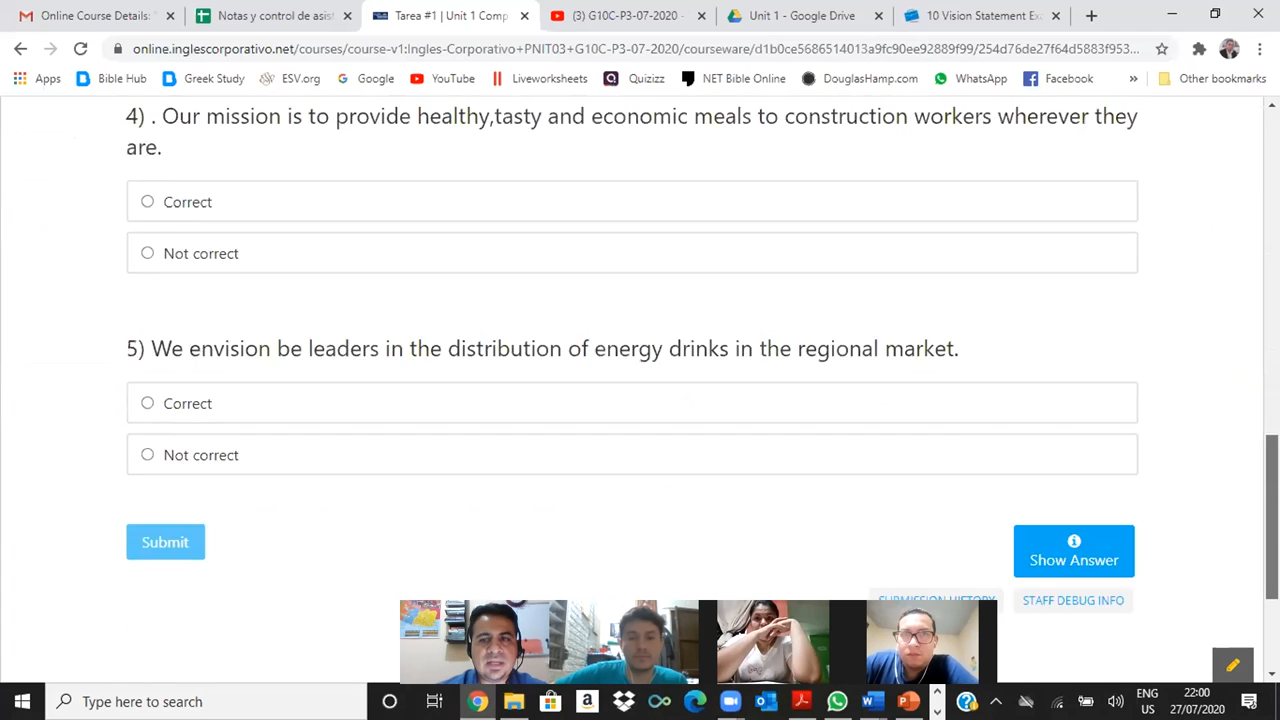 Online Course Details: "
Notas y control de asis
Tarea #1 | Unit 1 Comp
(3) G10C-P3-07-2020 -
Unit 1 - Google Drive
10 Vision Statement Ex
online.inglescorporativo.net/courses/course-v1:Ingles-Corporativo+PNIT03+G10C-P3-07-2020/courseware/d1b0ce5686514013a9fc90ee92889f99/254d76de27f64d5883f953...
Apps
Bible Hub
Greek Study
ESV.org
Google
YouTube
Liveworksheets
Quizizz
NET Bible Online
DouglasHamp.com
WhatsApp
Facebook
»
Other bookmarks
4) . Our mission is to provide healthy,tasty and economic meals to construction workers wherever they
are.
Correct
Not correct
5) We envision be leaders in the distribution of energy drinks in the regional market.
Correct
Not correct
Submit
Show Answer
SUBMISSION HISTORY
STAFF DEBUG INFO
Type here to search
ENG
US
22:00
27/07/2020